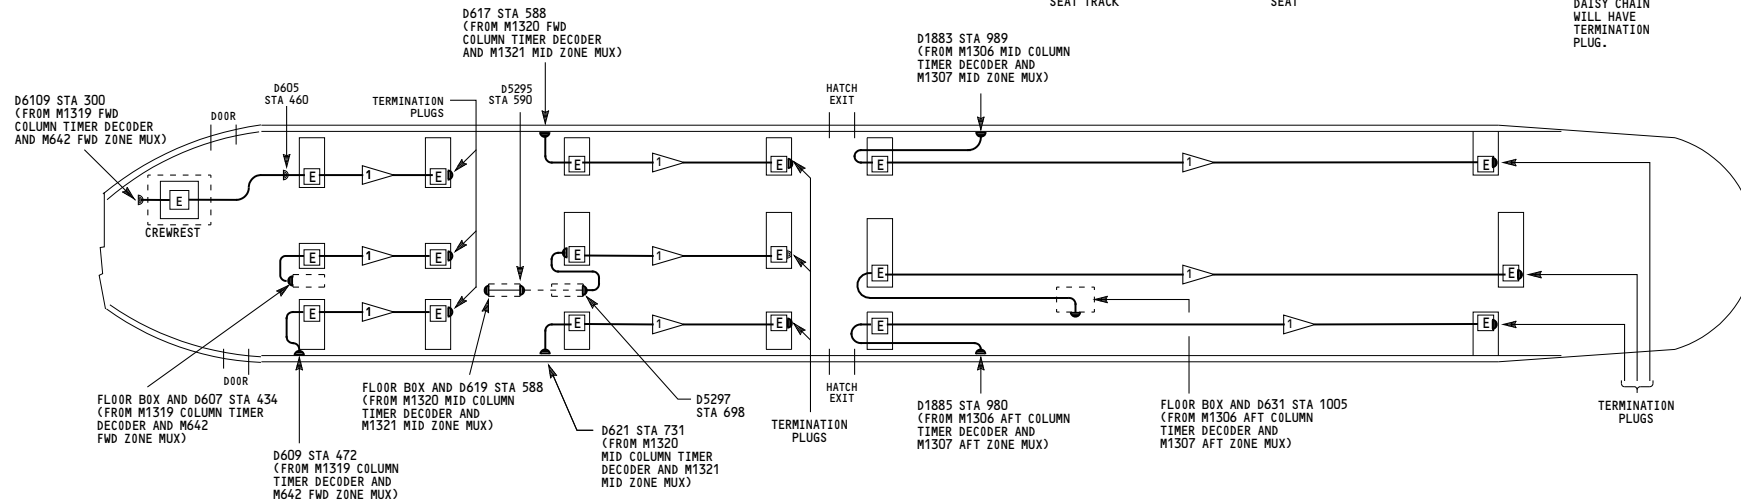 SEAT TRACK
SEAT
DAISY CHAIN
WILL HAVE
TERMINATION
PLUG.
D617 STA 588
(FROM M1320 FWD
COLUMN TIMER DECODER
AND M1321 MID ZONE MUX)
D1883 STA 989
(FROM M1306 MID COLUMN
TIMER DECODER AND
M1307 MID ZONE MUX)
D6109 STA 300
(FROM M1319 FWD
COLUMN TIMER DECODER
AND M642 FWD ZONE MUX)
DOOR
D605
STA 460
TERMINATION
PLUGS
D5295
STA 590
HATCH
EXIT
E
1
E
E
1
E
E
1
E
E
CREWREST
E
1
E
E
1
E
E
1
E
E
1
E
E
1
E
E
1
E
DOOR
FLOOR BOX AND D607 STA 434
(FROM M1319 COLUMN TIMER
DECODER AND M642
FWD ZONE MUX)
D609 STA 472
(FROM M1319 COLUMN
TIMER DECODER AND
M642 FWD ZONE MUX)
FLOOR BOX AND D619 STA 588
(FROM M1320 MID COLUMN
TIMER DECODER AND
M1321 MID ZONE MUX)
D621 STA 731
(FROM M1320
MID COLUMN TIMER
DECODER AND M1321
MID ZONE MUX)
D5297
STA 698
TERMINATION
PLUGS
HATCH
EXIT
D1885 STA 980
(FROM M1306 AFT COLUMN
TIMER DECODER AND
M1307 AFT ZONE MUX)
FLOOR BOX AND D631 STA 1005
(FROM M1306 AFT COLUMN
TIMER DECODER AND
M1307 AFT ZONE MUX)
TERMINATION
PLUGS